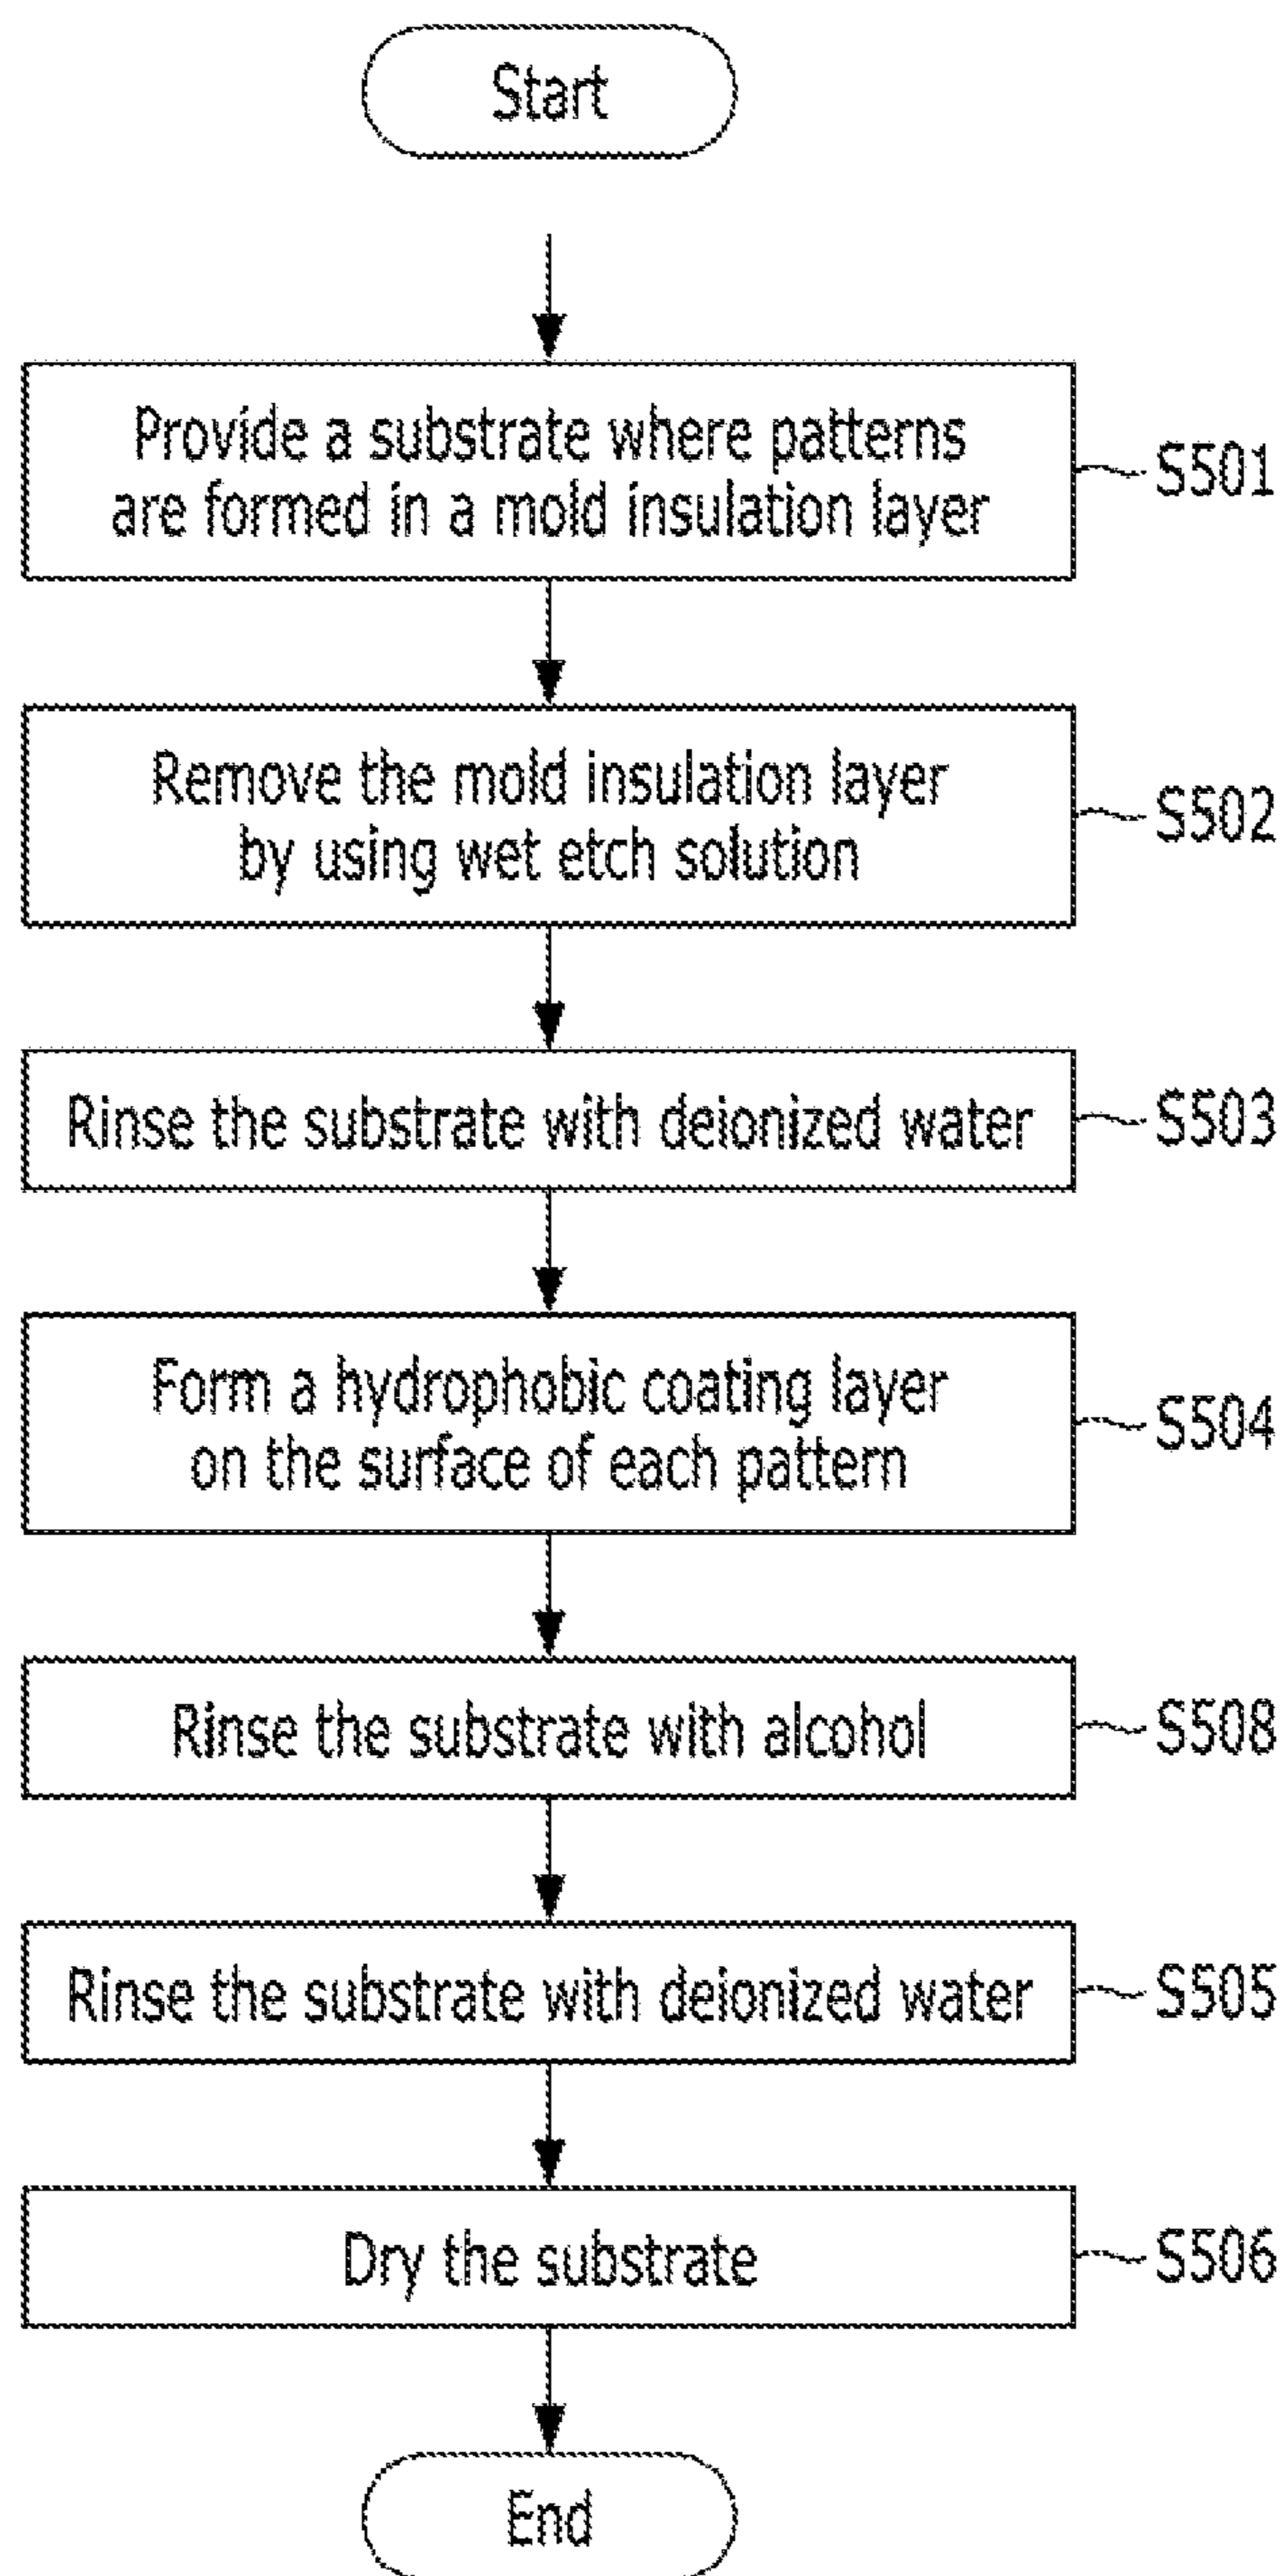 Start
Provide a substrate where patterns
are formed in a mold insulation layer
S501
Remove the mold insulation layer
by using wet etch solution
S502
Rinse the substrate with deionized water
S503
Form a hydrophobic coating layer
on the surface of each pattern
S504
Rinse the substrate with alcohol
S508
Rinse the substrate with deionized water
S505
Dry the substrate
S506
End